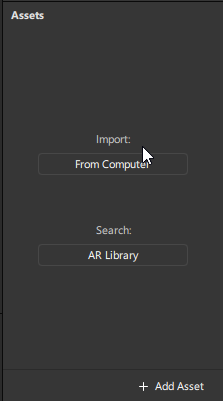 Assets
Import:
From Computer
Search:
AR Library
+ Add Asset